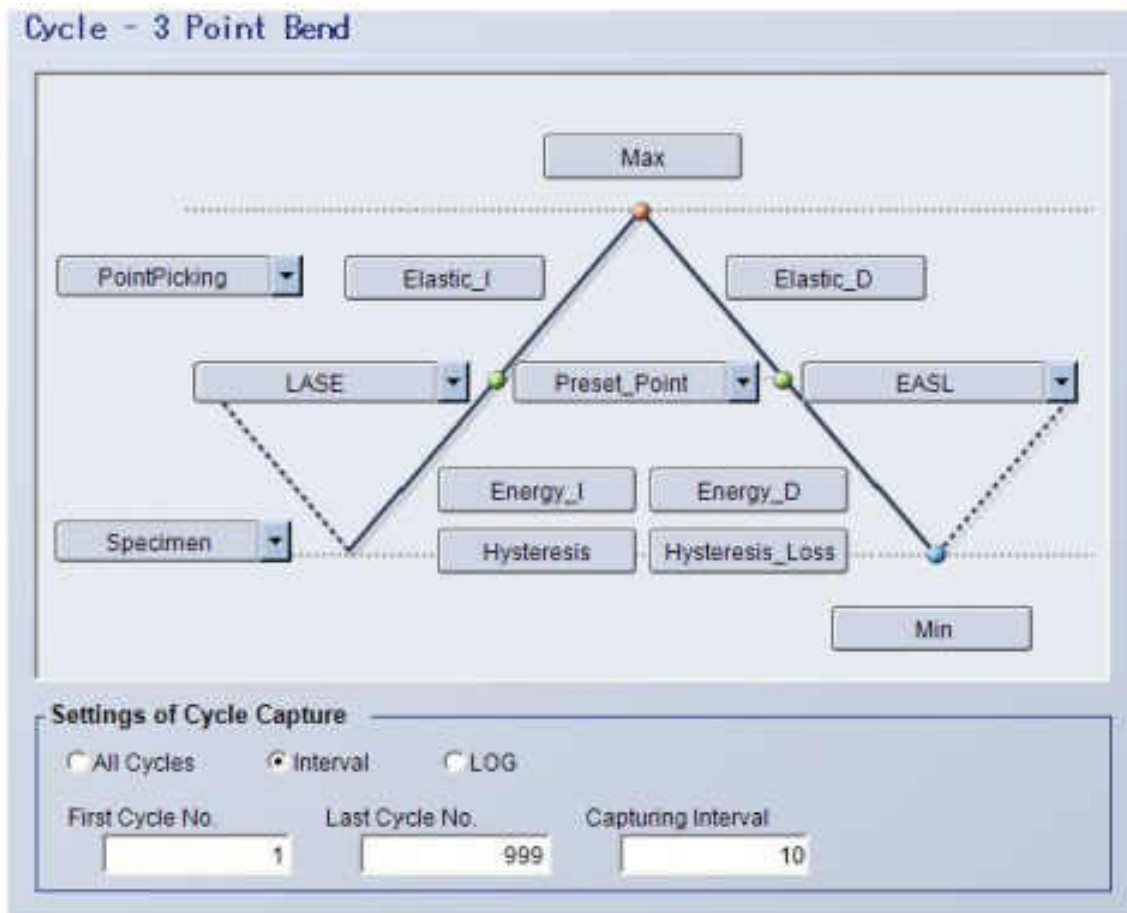 Cycle - 3 Point Bend
Max
PointPicking
Elastic_I
Elastic_D
LASE
Preset_Point
EASL
Energy_I
Energy_D
Specimen
Hysteresis
Hysteresis_Loss
Min
Settings of Cycle Capture
All Cycles
Interval
LOG
First Cycle No.
Last Cycle No.
Capturing Interval
1
999
10